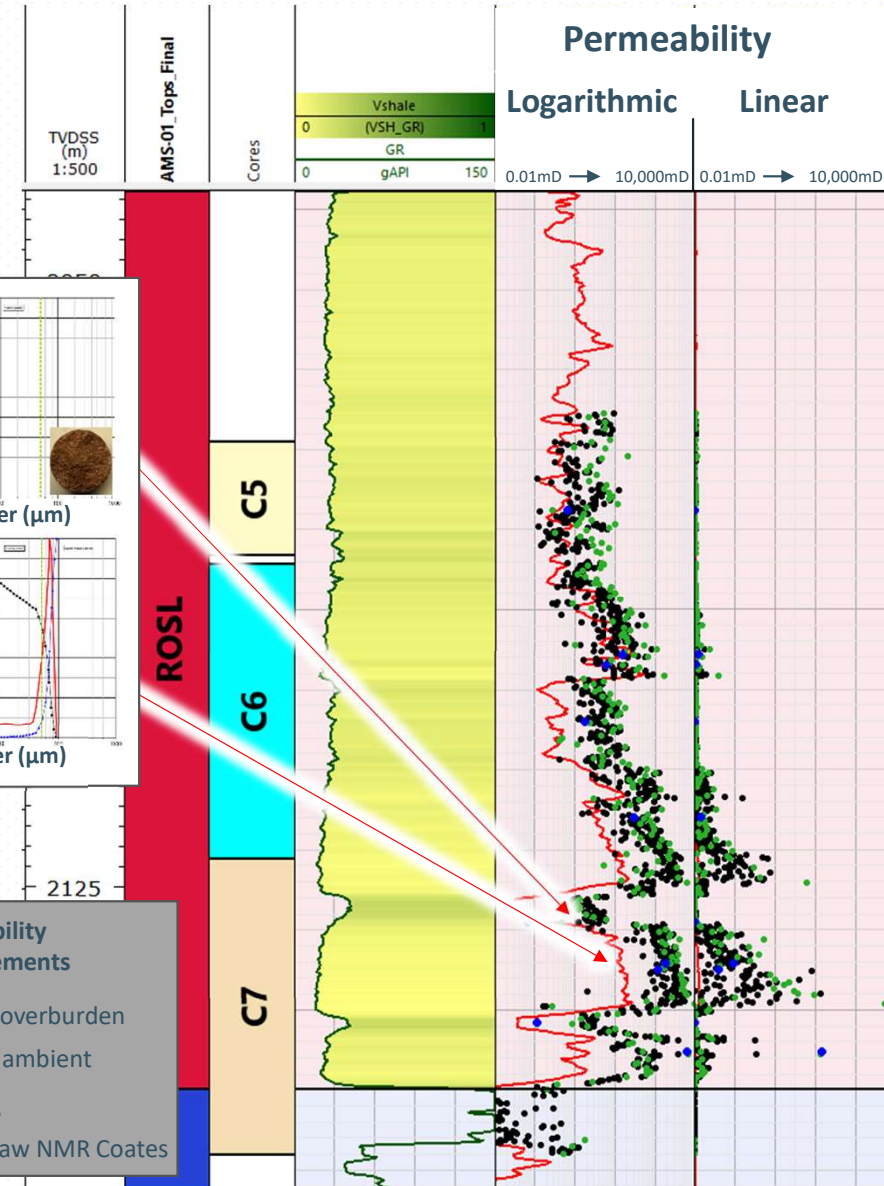 Permeability
Logarithmic
Linear
TVDSS
(m)
1:500
AMS-01_Tops_Final
Cores
Vshale
0 (VSH_GR) 1
GR
0 gAPI 150
0.01mD 10,000mD
0.01mD 10,000mD
er (µm)
er (µm)
ROSL
C5
C6
C7
2125
bility
ements
overburden
ambient
aw NMR Coates